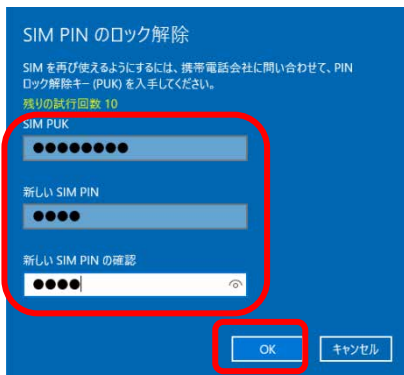 SIM PIN のロック解除
SIM を再び使えるようにするには、携帯電話会社に問い合わせて、PIN
ロック解除キー (PUK) を入手してください。
残りの試行回数 10
SIM PUK
●●●●●●●●
新しい SIM PIN
●●●●
新しい SIM PIN の確認
●●●●
OK
キャンセル